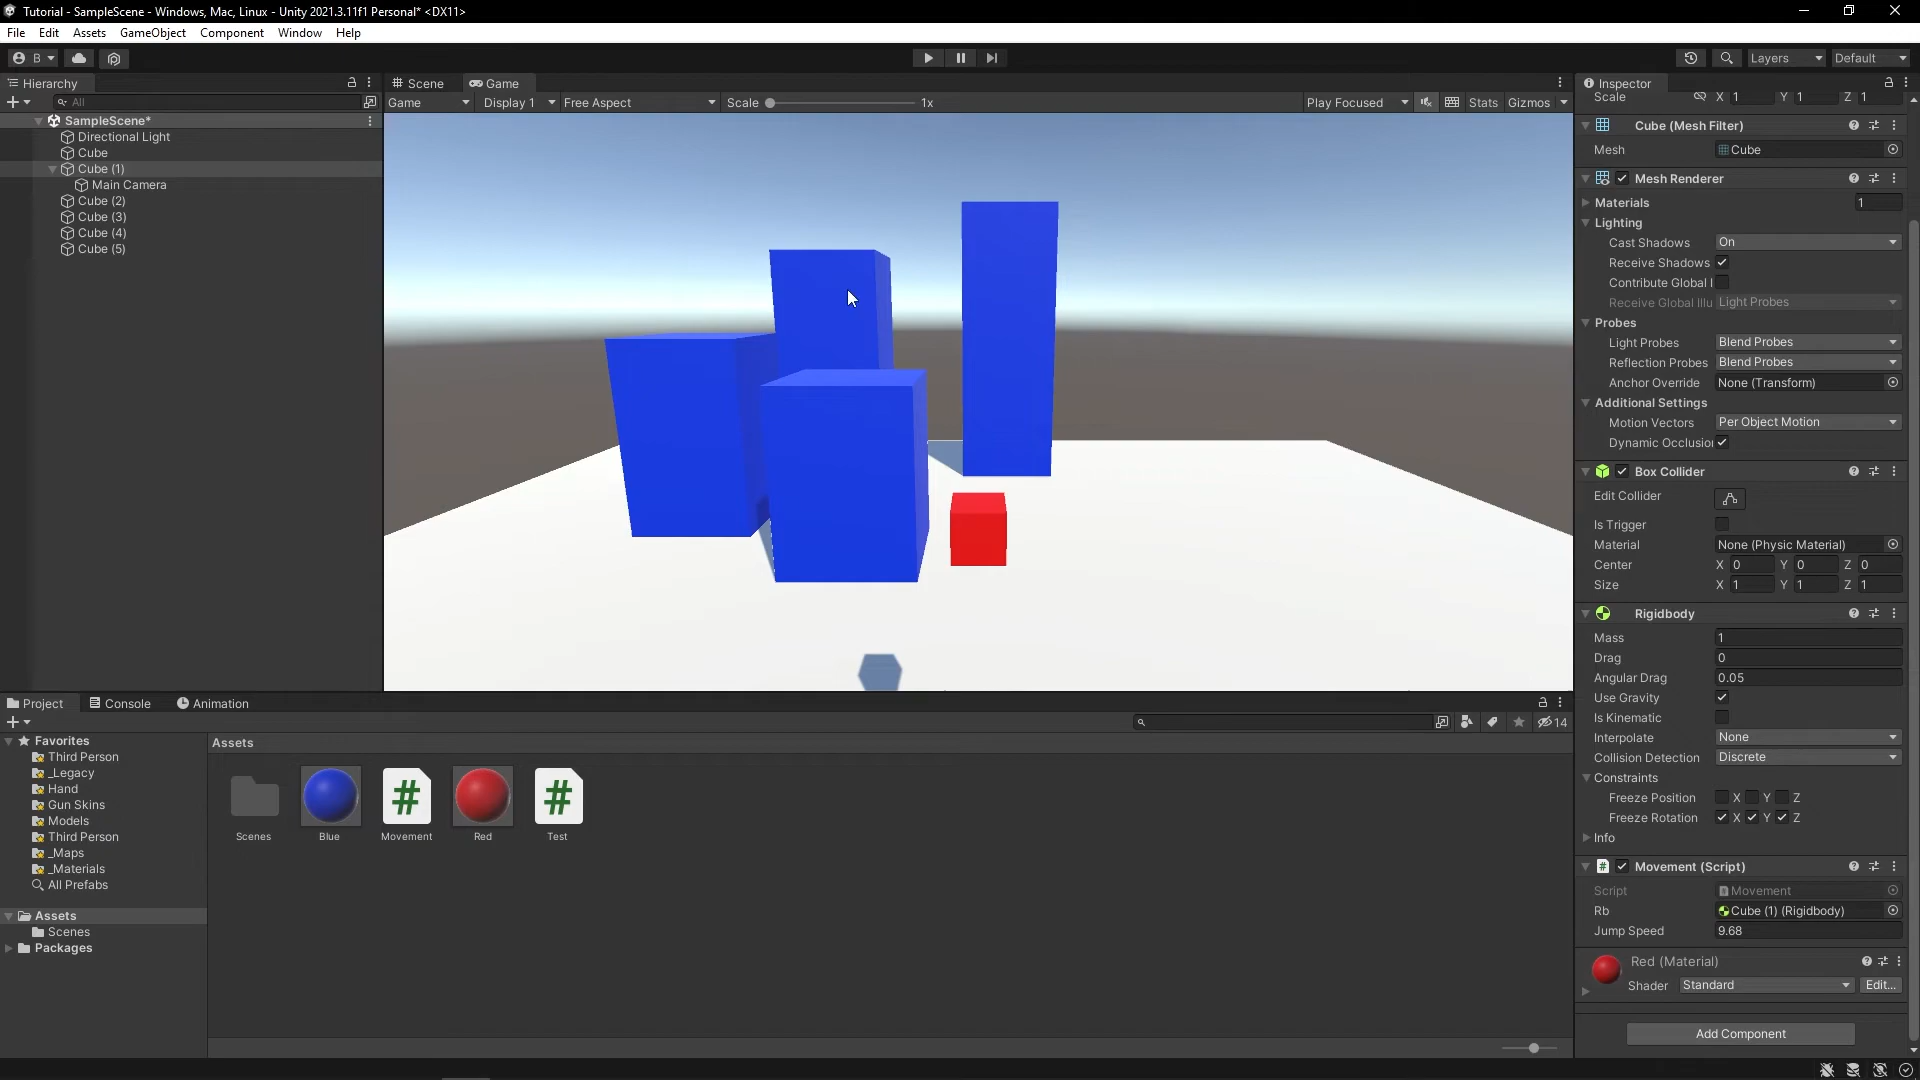 Tutorial - SampleScene - Windows, Mac, Linux - Unity 2021.3.11f1 Personal* <DX11>
File Edit Assets GameObject Component Window Help
B Layers Default
Hierarchy
All
SampleScene*
Directional Light
Cube
Cube (1)
Main Camera
Cube (2)
Cube (3)
Cube (4)
Cube (5)
Scene Game
Game Display 1 Free Aspect Scale 1x Play Focused Stats Gizmos
Inspector
Scale X 1 Y 1 Z 1
Cube (Mesh Filter)
Mesh Cube
Mesh Renderer
Materials 1
Lighting
Cast Shadows On
Receive Shadows
Contribute Global I
Receive Global Illu Light Probes
Probes
Light Probes Blend Probes
Reflection Probes Blend Probes
Anchor Override None (Transform)
Additional Settings
Motion Vectors Per Object Motion
Dynamic Occlusion
Box Collider
Edit Collider
Is Trigger
Material None (Physic Material)
Center X 0 Y 0 Z 0
Size X 1 Y 1 Z 1
Rigidbody
Mass 1
Drag 0
Angular Drag 0.05
Use Gravity
Is Kinematic
Interpolate None
Collision Detection Discrete
Constraints
Freeze Position X Y Z
Freeze Rotation X Y Z
Info
# Movement (Script)
Script Movement
Rb Cube (1) (Rigidbody)
Jump Speed 9.68
Red (Material)
Shader Standard Edit...
Add Component
Project Console Animation
14
Favorites
Third Person
_Legacy
Hand
Gun Skins
Models
Third Person
_Maps
_Materials
All Prefabs
Assets
Scenes
Packages
Assets
# #
Scenes Blue Movement Red Test